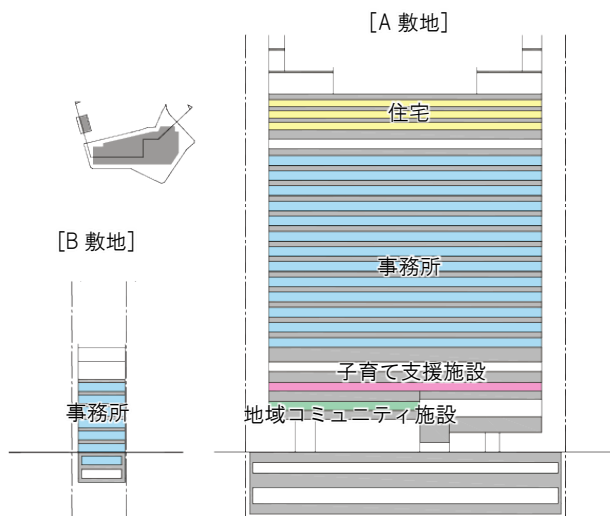 [A 敷地]
住宅
[B 敷地]
事務所
子育て支援施設
事務所
地域コミュニティ施設